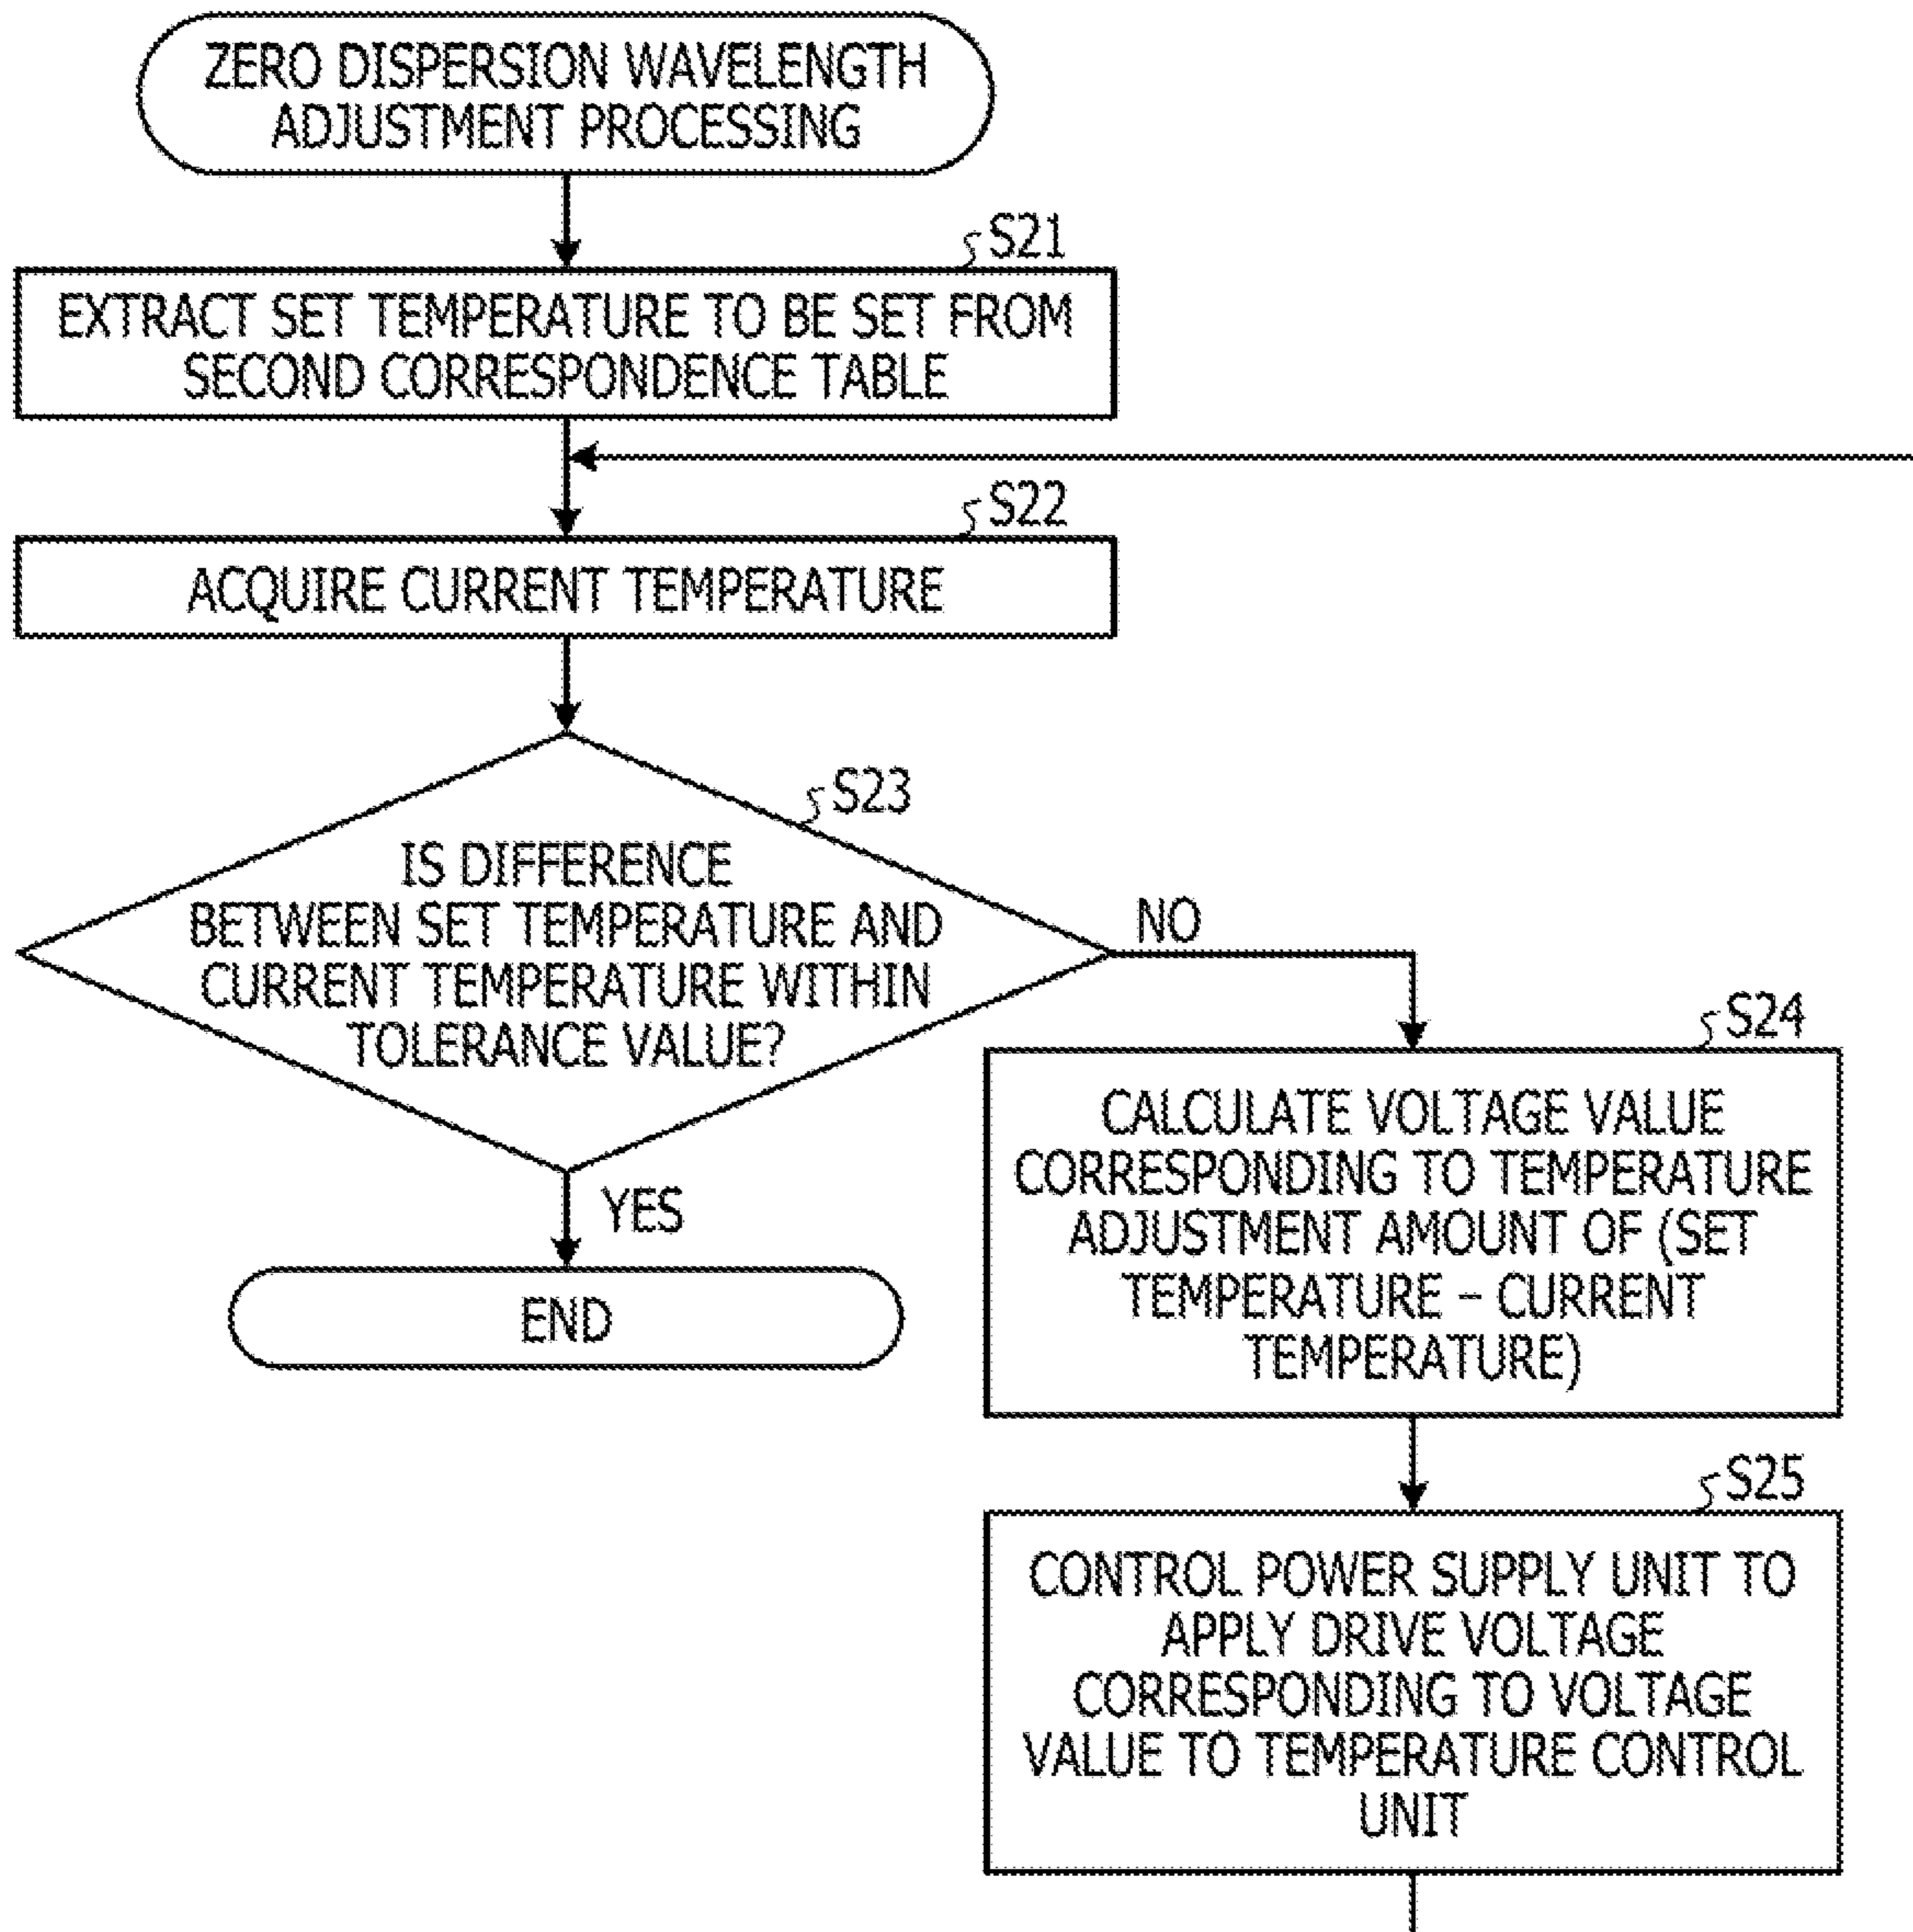 ZERO DISPERSION WAVELENGTH
ADJUSTMENT PROCESSING
S21
EXTRACT SET TEMPERATURE TO BE SET FROM
SECOND CORRESPONDENCE TABLE
S22
ACQUIRE CURRENT TEMPERATURE
S23
IS DIFFERENCE
BETWEEN SET TEMPERATURE AND
CURRENT TEMPERATURE WITHIN
TOLERANCE VALUE?
NO
YES
END
S24
CALCULATE VOLTAGE VALUE
CORRESPONDING TO TEMPERATURE
ADJUSTMENT AMOUNT OF (SET
TEMPERATURE – CURRENT
TEMPERATURE)
S25
CONTROL POWER SUPPLY UNIT TO
APPLY DRIVE VOLTAGE
CORRESPONDING TO VOLTAGE
VALUE TO TEMPERATURE CONTROL
UNIT